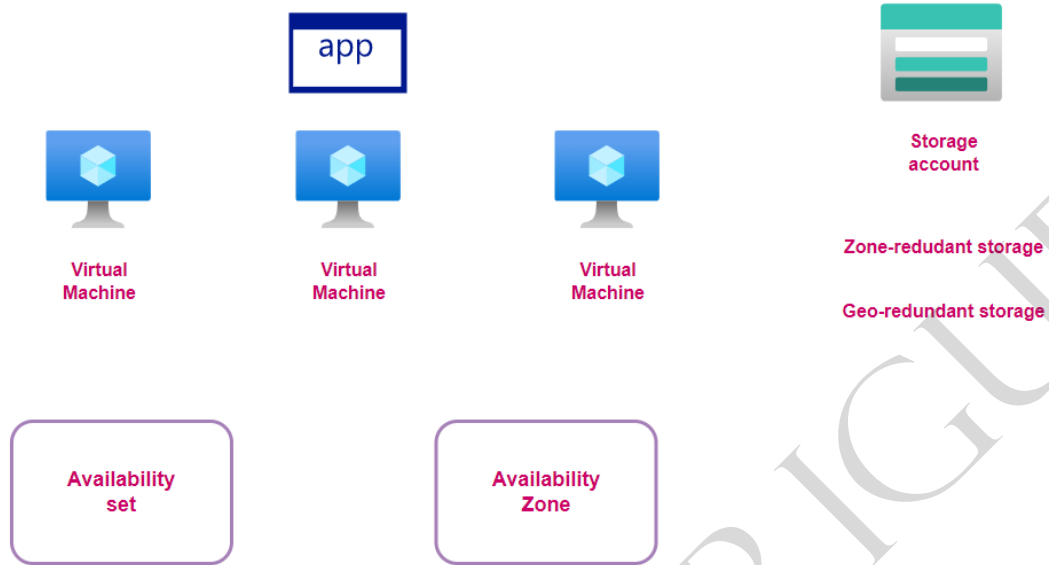 app
Storage
account
Virtual
Machine
Virtual
Machine
Virtual
Machine
Zone-redudant storage
Geo-redundant storage
Availability
set
Availability
Zone